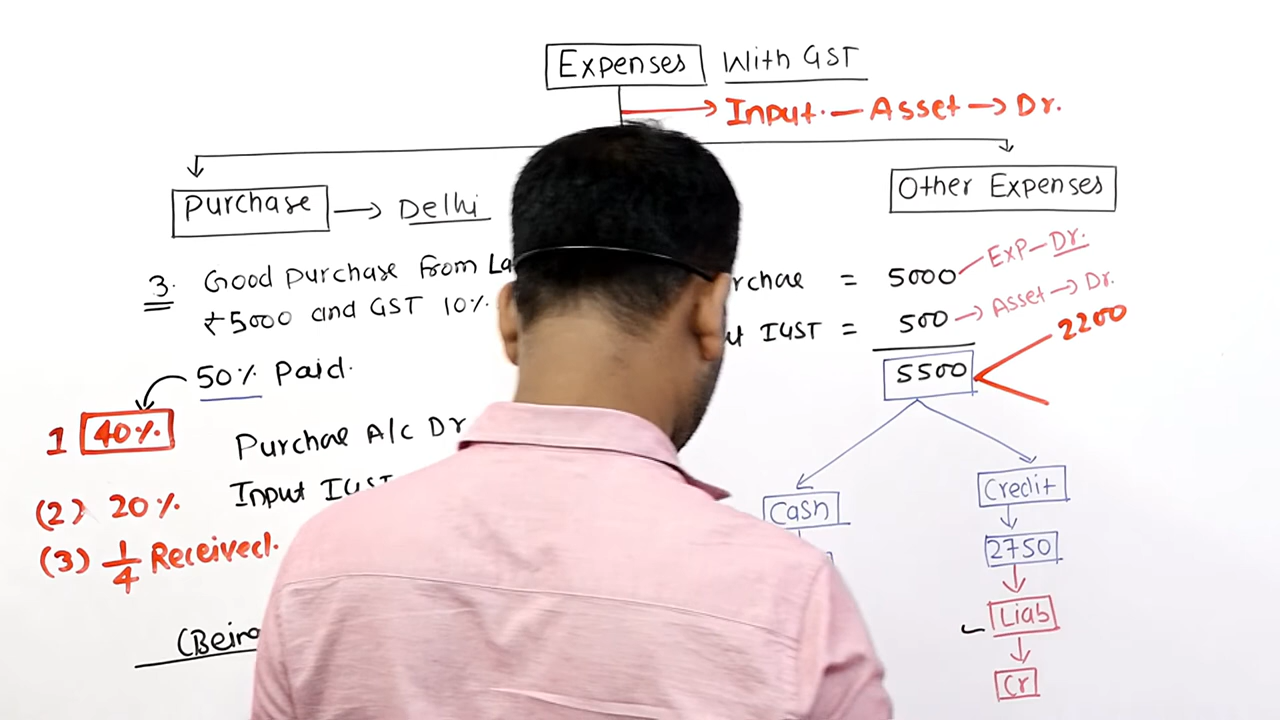 Expenses With GST
Input. — Asset → Dr.
Purchase → Delhi
Other Expenses
3. Good purchase from La
₹5000 and GST 10%.
50% Paid.
1 40%.
(2) 20%.
(3) 1/4 Received.
Purchae A/c Dr
Input IGST
(Being
rchae = 5000 Exp - Dr.
ut IGST = 500 → Asset → Dr.
5500 2200
Cash
Credit
2750
Liab
Cr